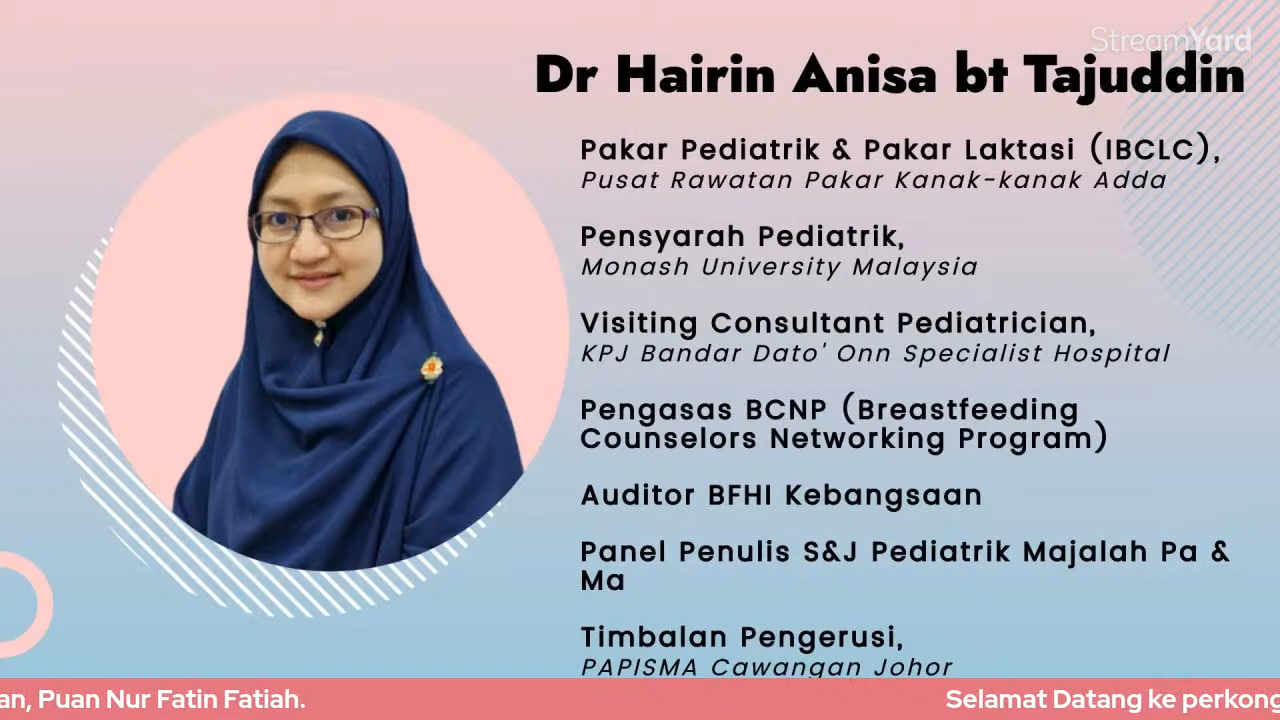 StreamYard
Dr Hairin Anisa bt Tajuddin
Pakar Pediatrik & Pakar Laktasi (IBCLC),
Pusat Rawatan Pakar Kanak-kanak Adda
Pensyarah Pediatrik,
Monash University Malaysia
Visiting Consultant Pediatrician,
KPJ Bandar Dato' Onn Specialist Hospital
Pengasas BCNP (Breastfeeding
Counselors Networking Program)
Auditor BFHI Kebangsaan
Panel Penulis S&J Pediatrik Majalah Pa &
Ma
Timbalan Pengerusi,
PAPISMA Cawangan Johor
an, Puan Nur Fatin Fatiah. Selamat Datang ke perkong